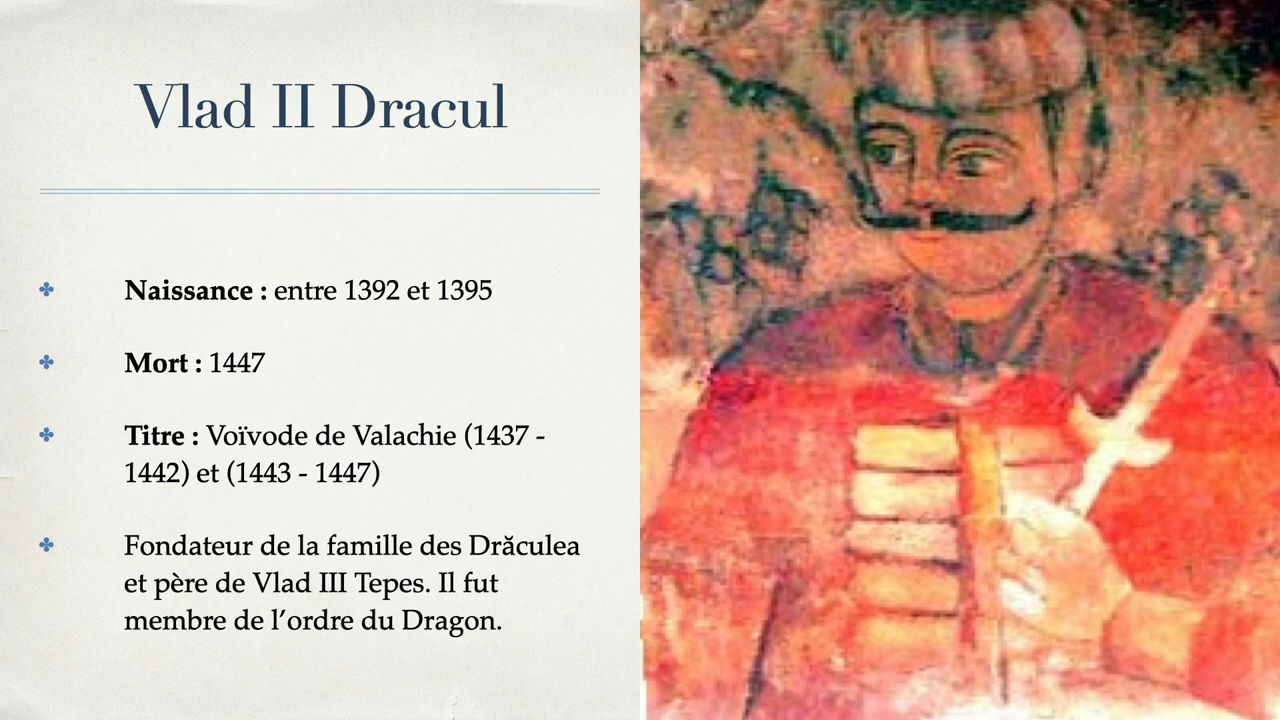 Vlad II Dracul
Naissance : entre 1392 et 1395
Mort : 1447
Titre : Voïvode de Valachie (1437 -
1442) et (1443 - 1447)
Fondateur de la famille des Drăculea
et père de Vlad III Tepes. Il fut
membre de l’ordre du Dragon.